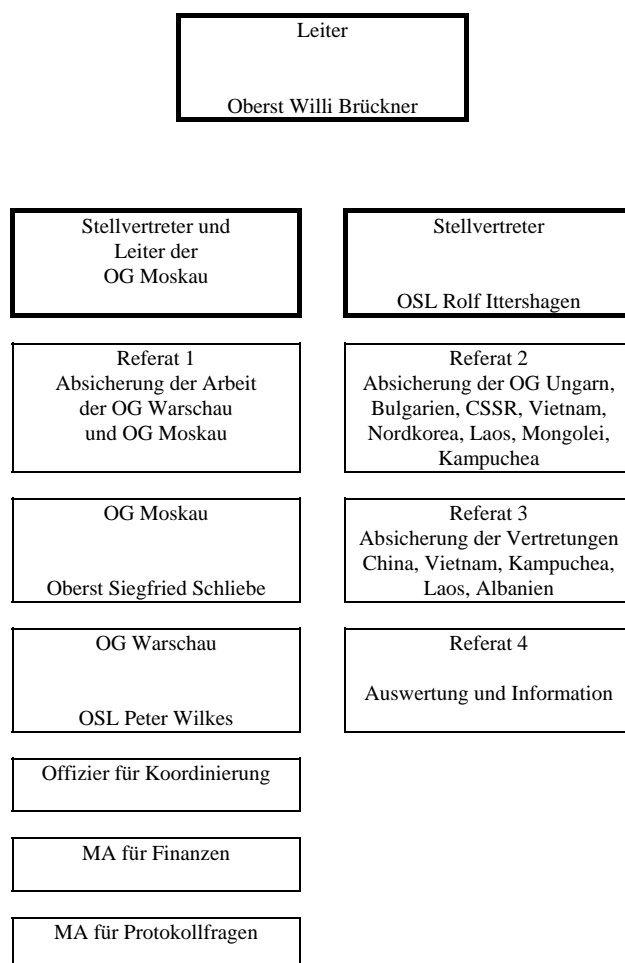 Leiter
Oberst Willi Brückner
Stellvertreter und
Leiter der
OG Moskau
Stellvertreter
OSL Rolf Ittershagen
Referat 1
Absicherung der Arbeit
der OG Warschau
und OG Moskau
Referat 2
Absicherung der OG Ungarn,
Bulgarien, CSSR, Vietnam,
Nordkorea, Laos, Mongolei,
Kampuchea
OG Moskau
Oberst Siegfried Schliebe
Referat 3
Absicherung der Vertretungen
China, Vietnam, Kampuchea,
Laos, Albanien
OG Warschau
OSL Peter Wilkes
Referat 4
Auswertung und Information
Offizier für Koordinierung
MA für Finanzen
MA für Protokollfragen